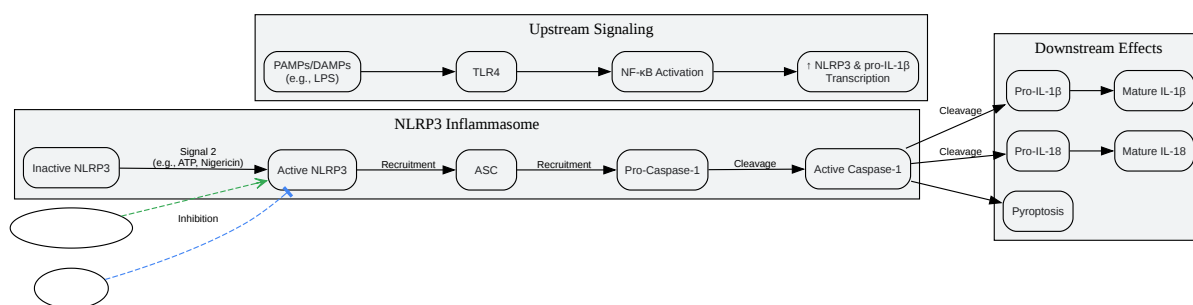 Upstream Signaling
PAMPs/DAMPs
(e.g., LPS)
TLR4
NF-κB Activation
↑ NLRP3 & pro-IL-1β
Transcription
NLRP3 Inflammasome
Inactive NLRP3
Signal 2
(e.g., ATP, Nigericin)
Active NLRP3
Recruitment
ASC
Recruitment
Pro-Caspase-1
Cleavage
Active Caspase-1
Inhibition
Downstream Effects
Cleavage
Pro-IL-1β
Mature IL-1β
Cleavage
Pro-IL-18
Mature IL-18
Pyroptosis